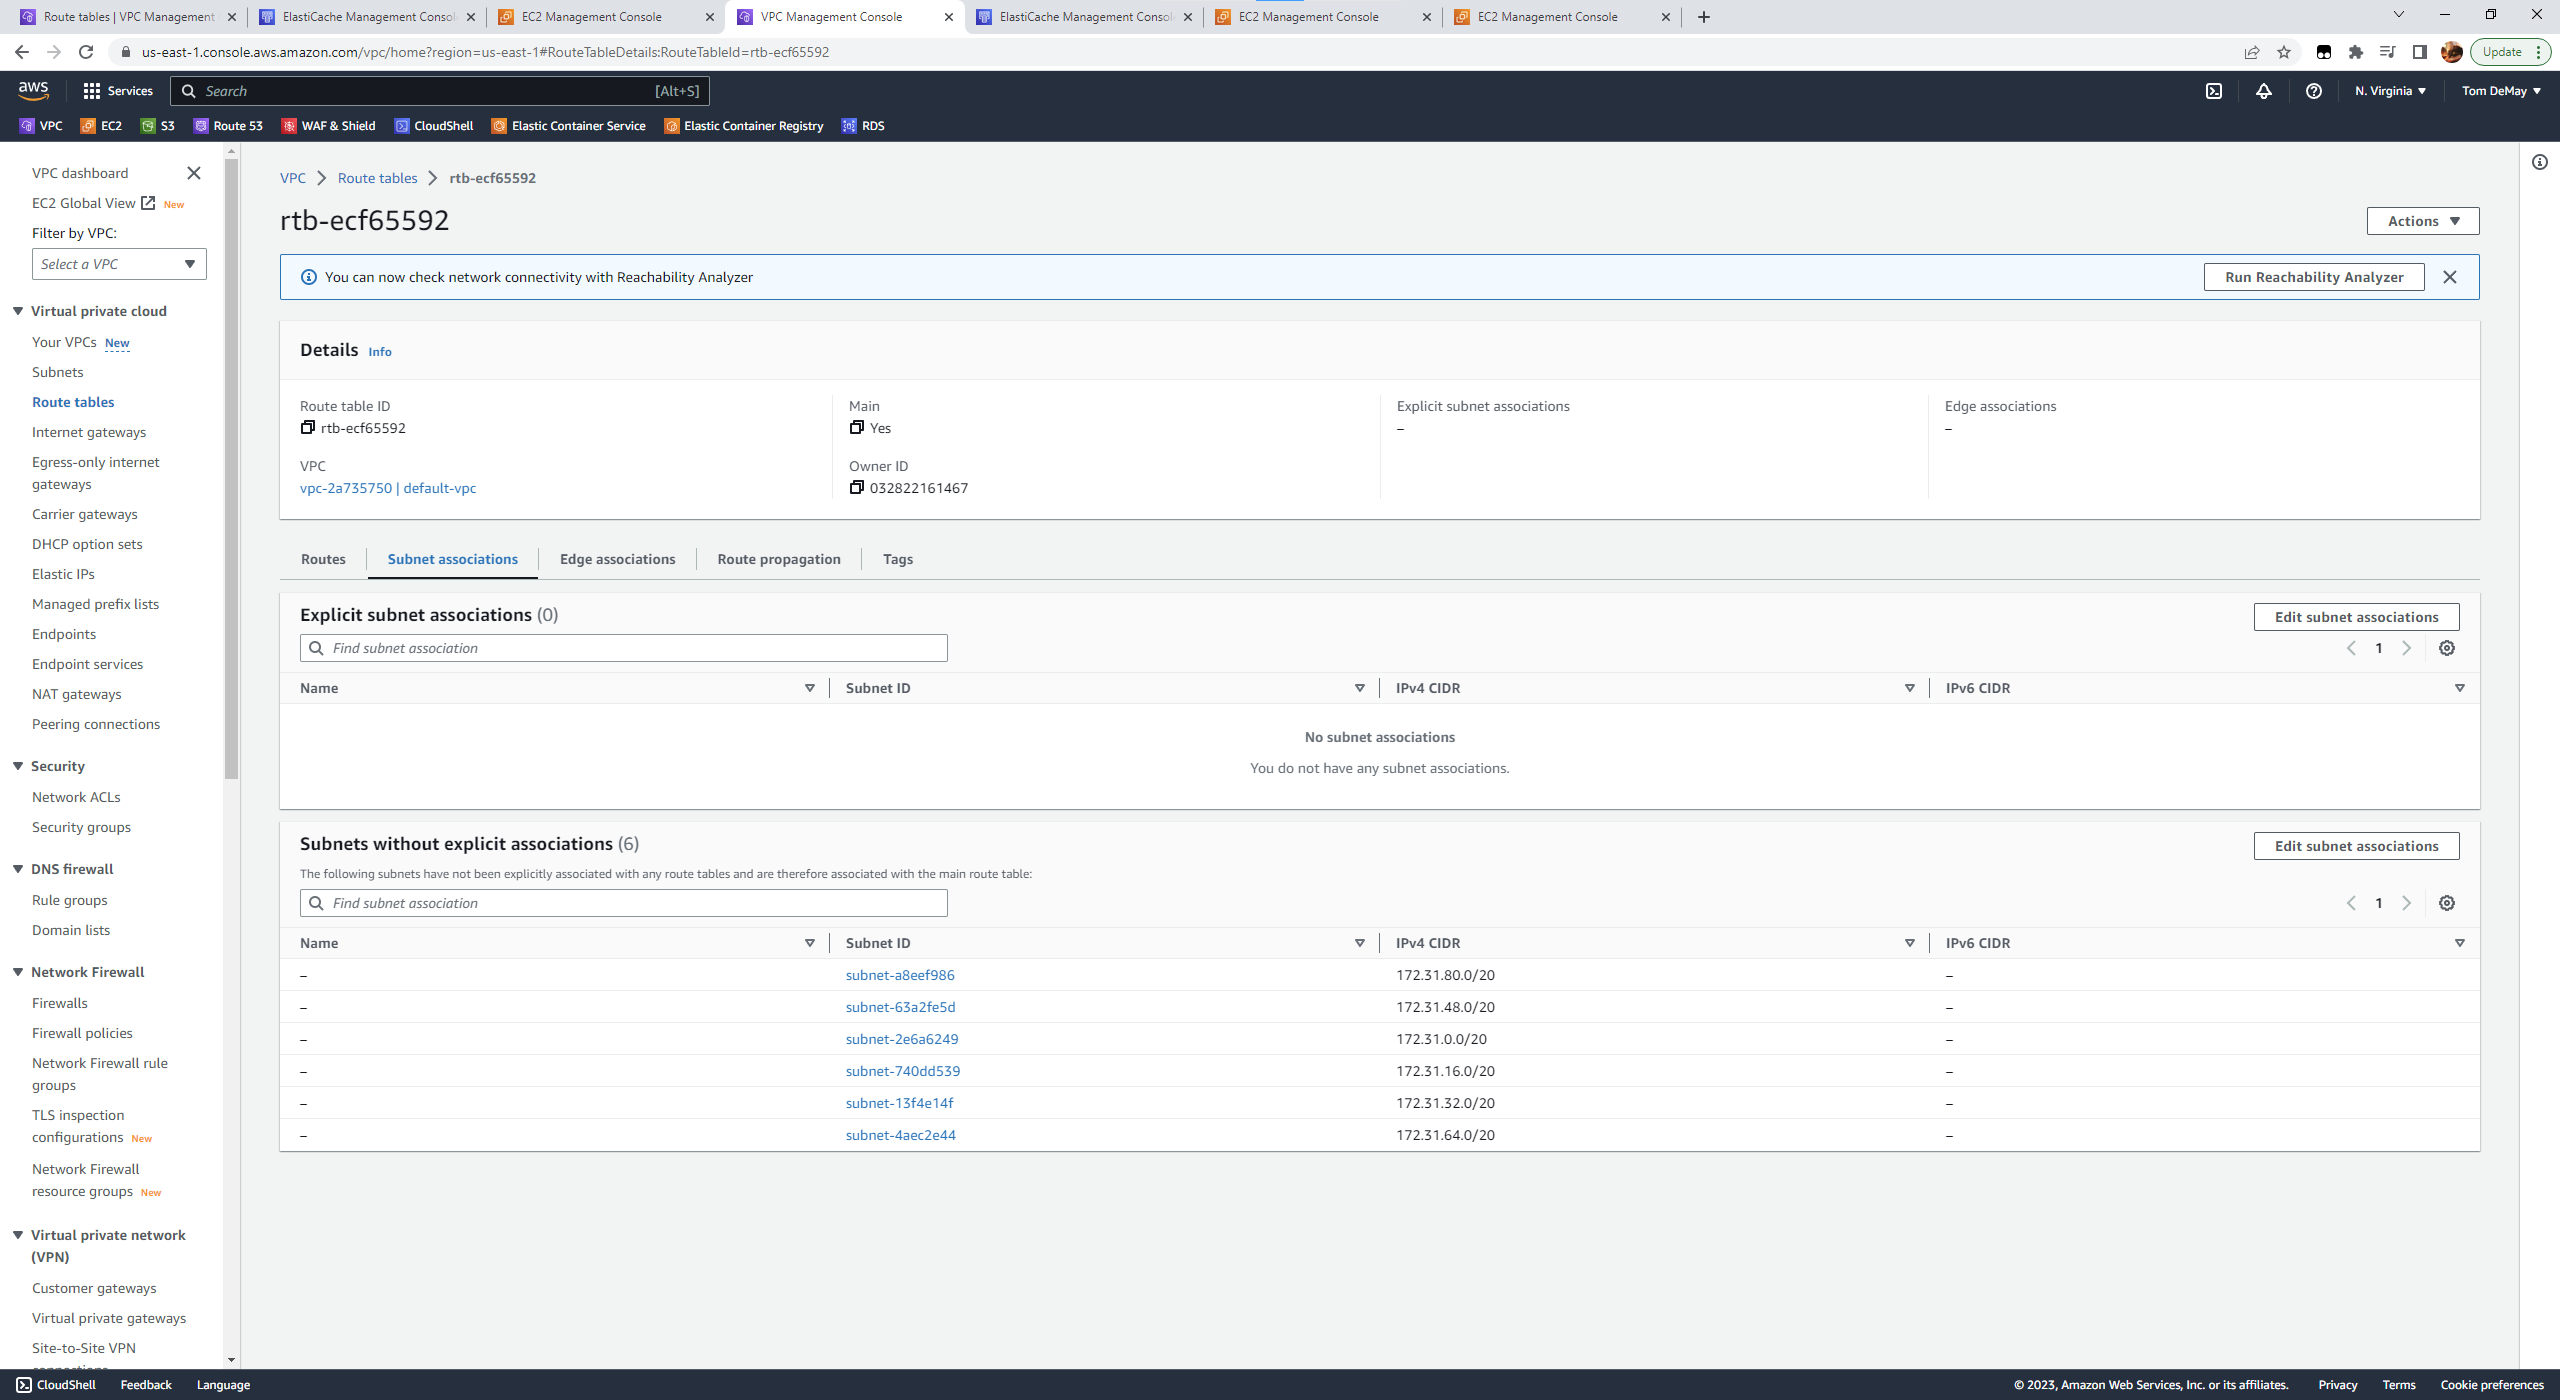 Route tables | VPC Management
ElastiCache Management Consol
EC2 Management Console
VPC Management Console
ElastiCache Management Consol
EC2 Management Console
EC2 Management Console
us-east-1.console.aws.amazon.com/vpc/home?region=us-east-1#RouteTableDetails:RouteTableId=rtb-ecf65592
Update
aws
Services
Search
[Alt+S]
N. Virginia
Tom DeMay
VPC
EC2
S3
Route 53
WAF & Shield
CloudShell
Elastic Container Service
Elastic Container Registry
RDS
VPC dashboard
EC2 Global View New
Filter by VPC:
Select a VPC
Virtual private cloud
Your VPCs New
Subnets
Route tables
Internet gateways
Egress-only internet
gateways
Carrier gateways
DHCP option sets
Elastic IPs
Managed prefix lists
Endpoints
Endpoint services
NAT gateways
Peering connections
Security
Network ACLs
Security groups
DNS firewall
Rule groups
Domain lists
Network Firewall
Firewalls
Firewall policies
Network Firewall rule
groups
TLS inspection
configurations New
Network Firewall
resource groups New
Virtual private network
(VPN)
Customer gateways
Virtual private gateways
Site-to-Site VPN
connections
VPC
Route tables
rtb-ecf65592
rtb-ecf65592
Actions
You can now check network connectivity with Reachability Analyzer
Run Reachability Analyzer
Details Info
Route table ID
rtb-ecf65592
Main
Yes
Explicit subnet associations
–
Edge associations
–
VPC
vpc-2a735750 | default-vpc
Owner ID
032822161467
Routes
Subnet associations
Edge associations
Route propagation
Tags
Explicit subnet associations (0)
Edit subnet associations
Find subnet association
1
Name Subnet ID IPv4 CIDR IPv6 CIDR
No subnet associations
You do not have any subnet associations.
Subnets without explicit associations (6)
Edit subnet associations
The following subnets have not been explicitly associated with any route tables and are therefore associated with the main route table:
Find subnet association
1
Name Subnet ID IPv4 CIDR IPv6 CIDR
– subnet-a8eef986 172.31.80.0/20 –
– subnet-63a2fe5d 172.31.48.0/20 –
– subnet-2e6a6249 172.31.0.0/20 –
– subnet-740dd539 172.31.16.0/20 –
– subnet-13f4e14f 172.31.32.0/20 –
– subnet-4aec2e44 172.31.64.0/20 –
CloudShell
Feedback
Language
© 2023, Amazon Web Services, Inc. or its affiliates.
Privacy
Terms
Cookie preferences